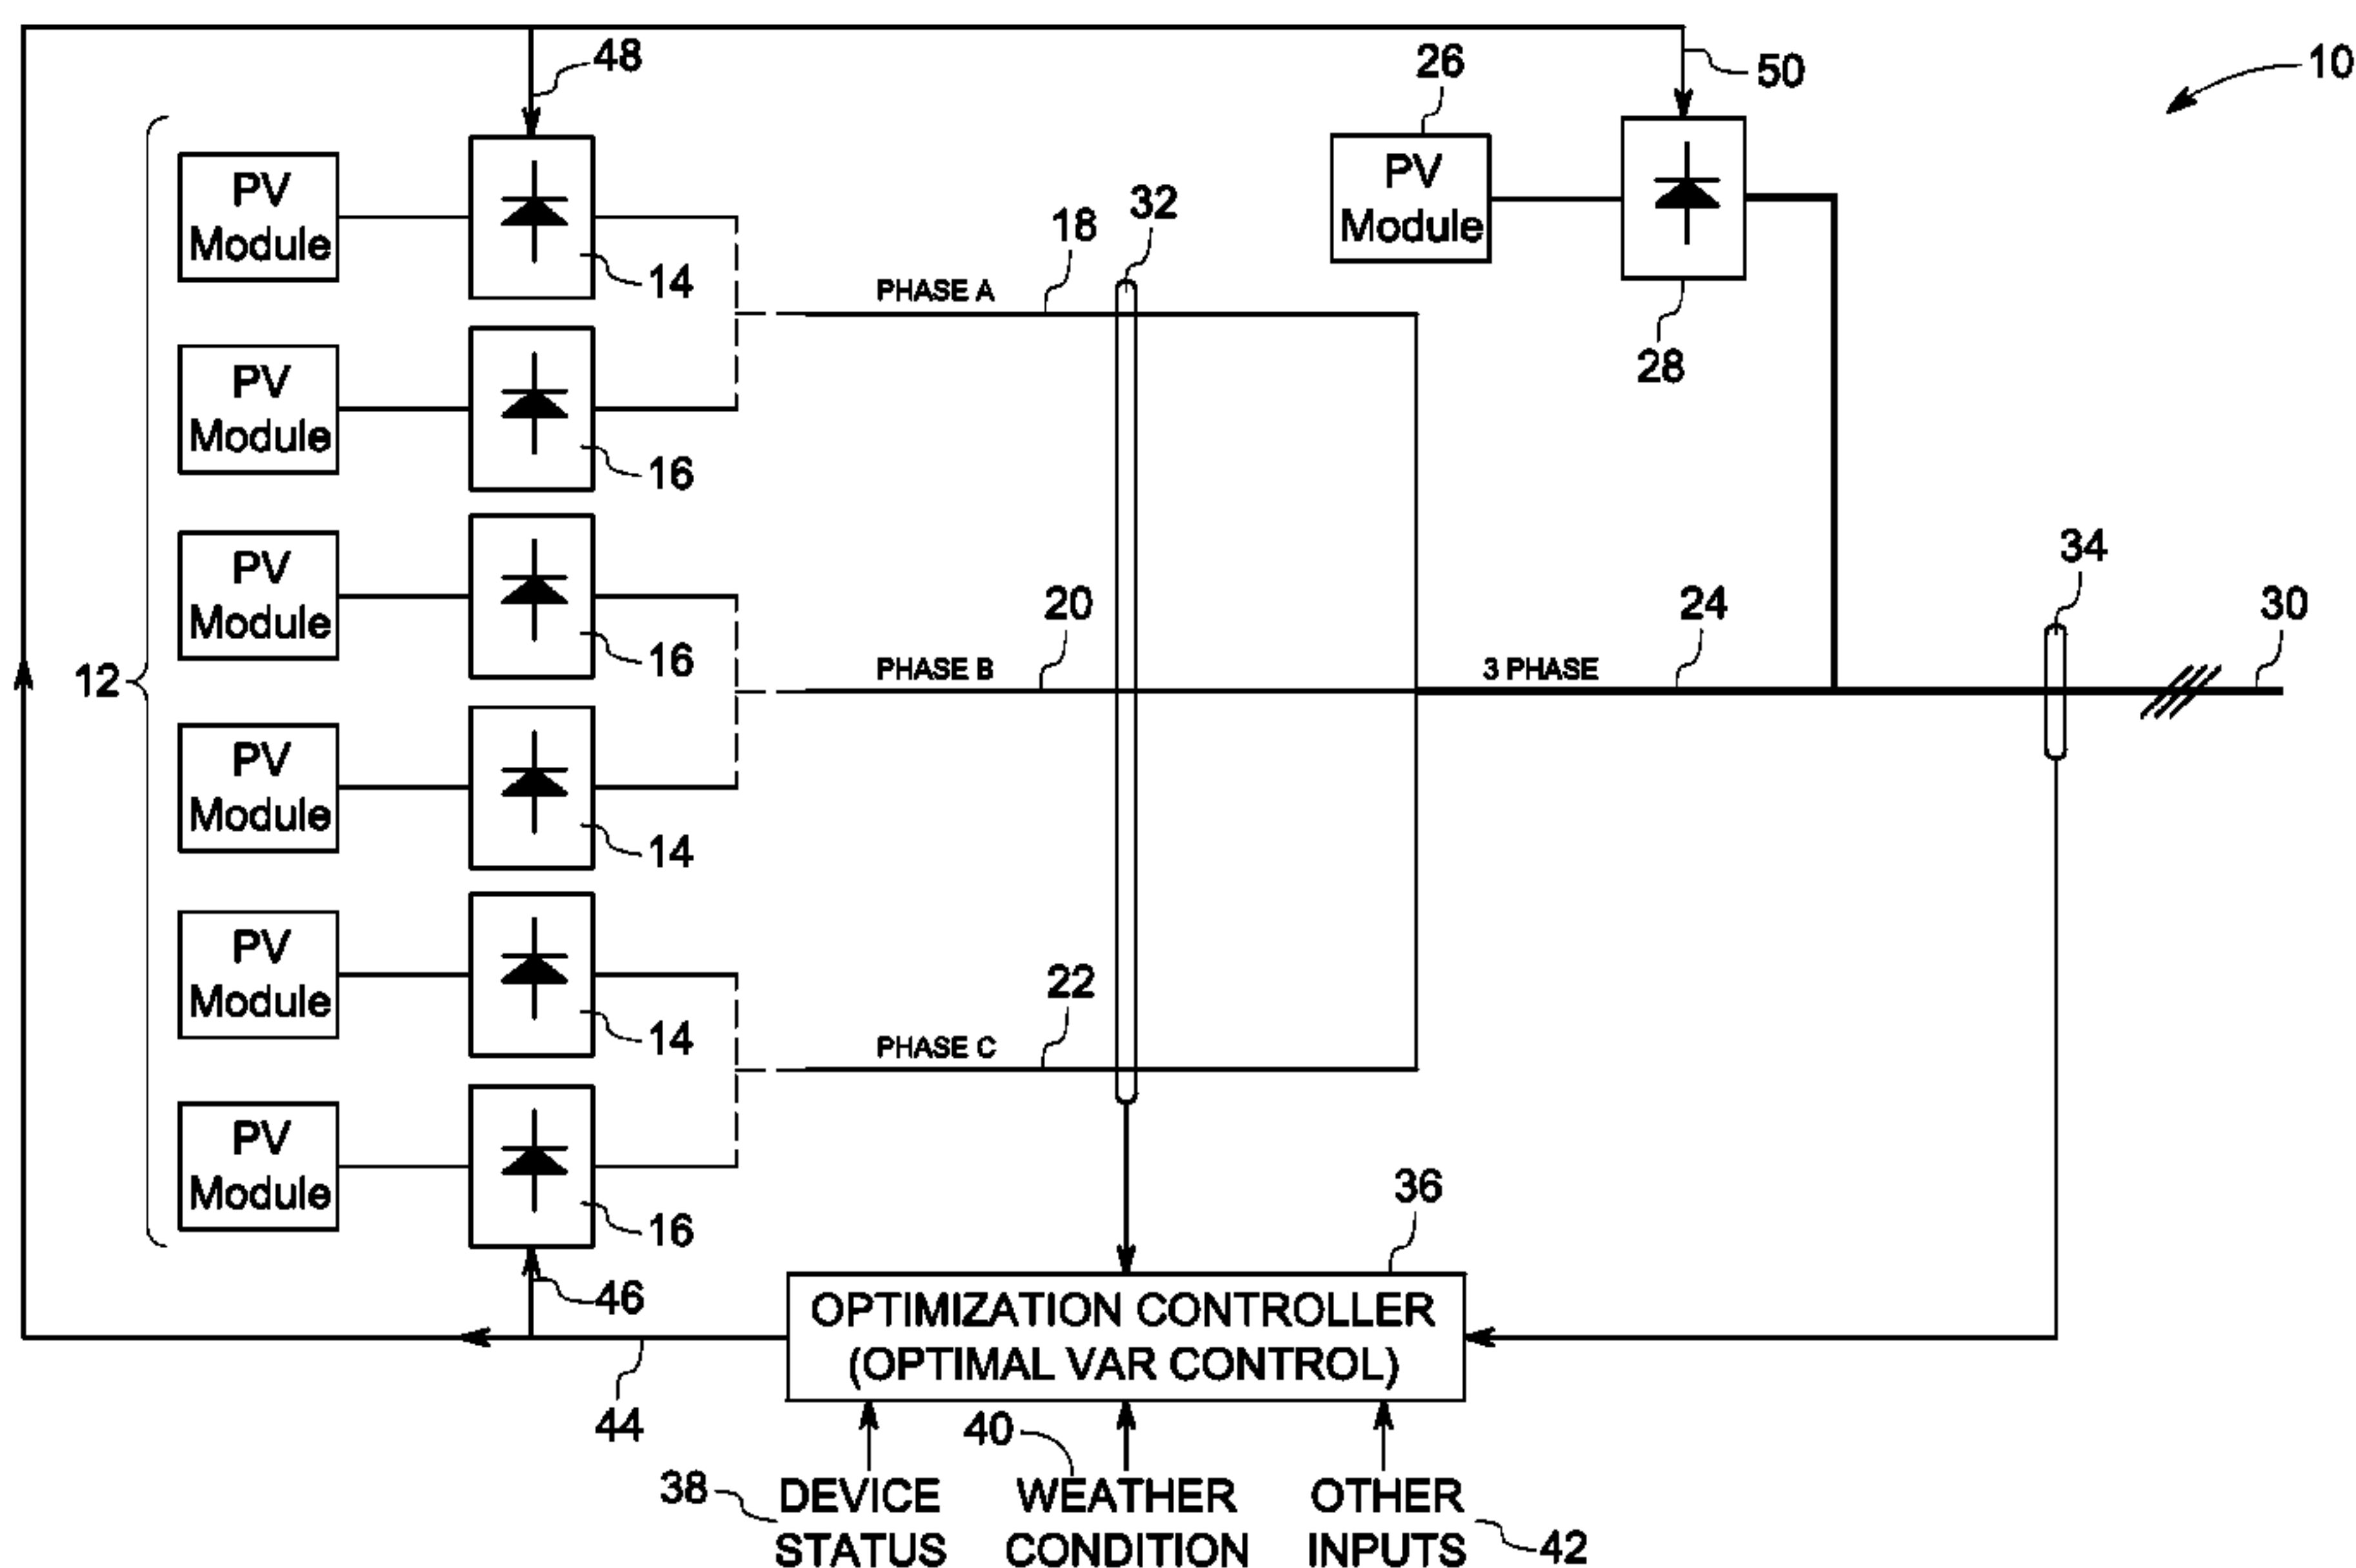 48
50
26
10
PV
Module
14
PV
Module
28
32
18
PHASE A
PV
Module
16
PV
Module
16
12
20
PHASE B
3 PHASE
24
34
30
PV
Module
14
PV
Module
14
22
PHASE C
PV
Module
16
46
36
OPTIMIZATION CONTROLLER
(OPTIMAL VAR CONTROL)
44
38
DEVICE
STATUS
40
WEATHER
CONDITION
OTHER
INPUTS
42